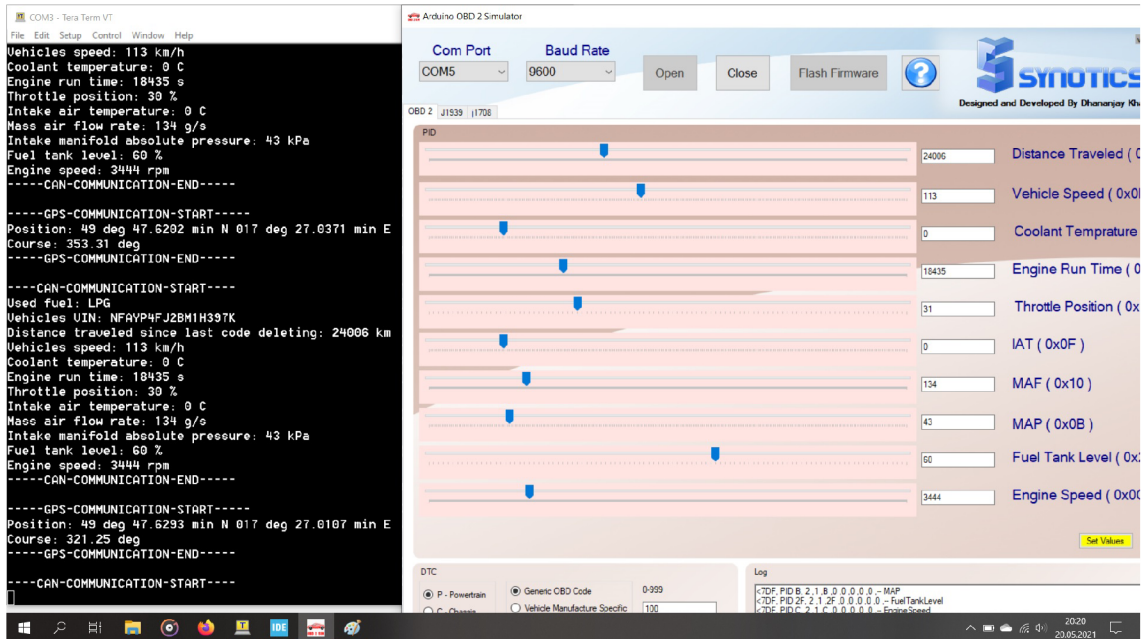 COM3 - Tera Term VT
File Edit Setup Control Window Help
Vehicles speed: 113 km/h
Coolant temperature: 0 C
Engine run time: 18435 s
Throttle position: 30 %
Intake air temperature: 0 C
Mass air flow rate: 134 g/s
Intake manifold absolute pressure: 43 kPa
Fuel tank level: 60 %
Engine speed: 3444 rpm
-----CAN-COMMUNICATION-END-----
-----GPS-COMMUNICATION-START-----
Position: 49 deg 47.6202 min N 017 deg 27.0371 min E
Course: 353.31 deg
-----GPS-COMMUNICATION-END-----
----CAN-COMMUNICATION-START----
Used fuel: LPG
Vehicles VIN: NFAYP4FJ2BM1H397K
Distance traveled since last code deleting: 24006 km
Vehicles speed: 113 km/h
Coolant temperature: 0 C
Engine run time: 18435 s
Throttle position: 30 %
Intake air temperature: 0 C
Mass air flow rate: 134 g/s
Intake manifold absolute pressure: 43 kPa
Fuel tank level: 60 %
Engine speed: 3444 rpm
-----CAN-COMMUNICATION-END-----
-----GPS-COMMUNICATION-START-----
Position: 49 deg 47.6293 min N 017 deg 27.0107 min E
Course: 321.25 deg
-----GPS-COMMUNICATION-END-----
----CAN-COMMUNICATION-START----
Arduino OBD 2 Simulator
Com Port Baud Rate
COM5 9600 Open Close Flash Firmware ?
SYNOTICS
Designed and Developed By Dhananjay
OBD 2 J1939 j1708
PID
24006 Distance Traveled (
113 Vehicle Speed (
0 Coolant Temprature
18435 Engine Run Time (
31 Throttle Position (
0 IAT ( 0x0F )
134 MAF ( 0x10 )
43 MAP ( 0x0B )
60 Fuel Tank Level (
3444 Engine Speed (
Set Values
DTC
P - Powertrain Generic OBD Code 0-999
C - Chassis Vehicle Manufacture Specific 100
Log
<7DF, PID B, 2 ,1 ,B ,0 ,0 ,0 ,0 ,0 ,-- MAP
<7DF, PID 2F, 2 ,1 ,2F ,0 ,0 ,0 ,0 ,0 ,-- FuelTankLevel
<7DF, PID C, 2 ,1 ,C ,0 ,0 ,0 ,0 ,0 ,-- EngineSpeed
IDE
20:20
20.05.2021